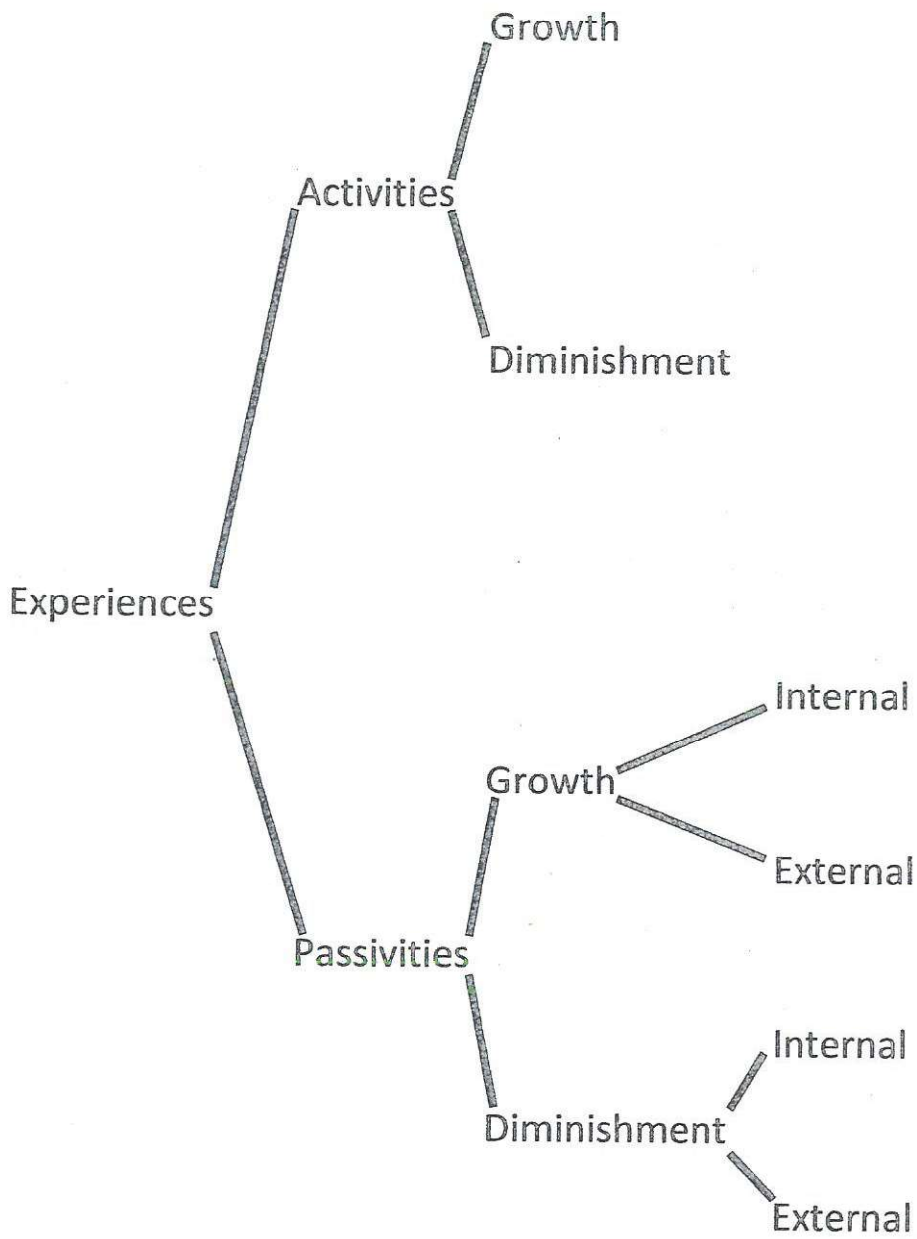 Growth
Activities
Diminishment
Experiences
Internal
Growth
External
Passivities
Internal
Diminishment
External